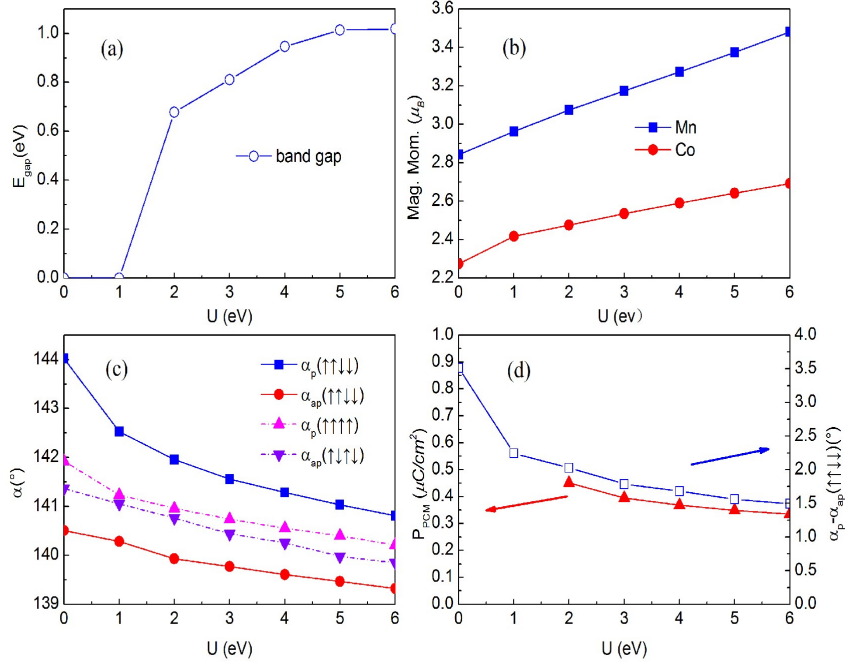 (a)
1.0
0.8
0.6
0.4
0.2
0.0
E_gap(eV)
band gap
0 1 2 3 4 5 6
U (eV)
(b)
3.6
3.4
3.2
3.0
2.8
2.6
2.4
2.2
Mag. Mom. (μ_B)
Mn
Co
0 1 2 3 4 5 6
U (ev）
(c)
144
143
142
141
140
139
α(°)
α_p(↑↑↓↓)
α_ap(↑↑↓↓)
α_p(↑↑↑↑)
α_ap(↑↓↑↓)
0 1 2 3 4 5 6
U (eV)
(d)
1.0
0.9
0.8
0.7
0.6
0.5
0.4
0.3
0.2
0.1
0.0
P_PCM (μC/cm²)
4.0
3.5
3.0
2.5
2.0
1.5
1.0
0.5
0.0
α_p-α_ap(↑↑↓↓)(°)
0 1 2 3 4 5 6
U (eV)